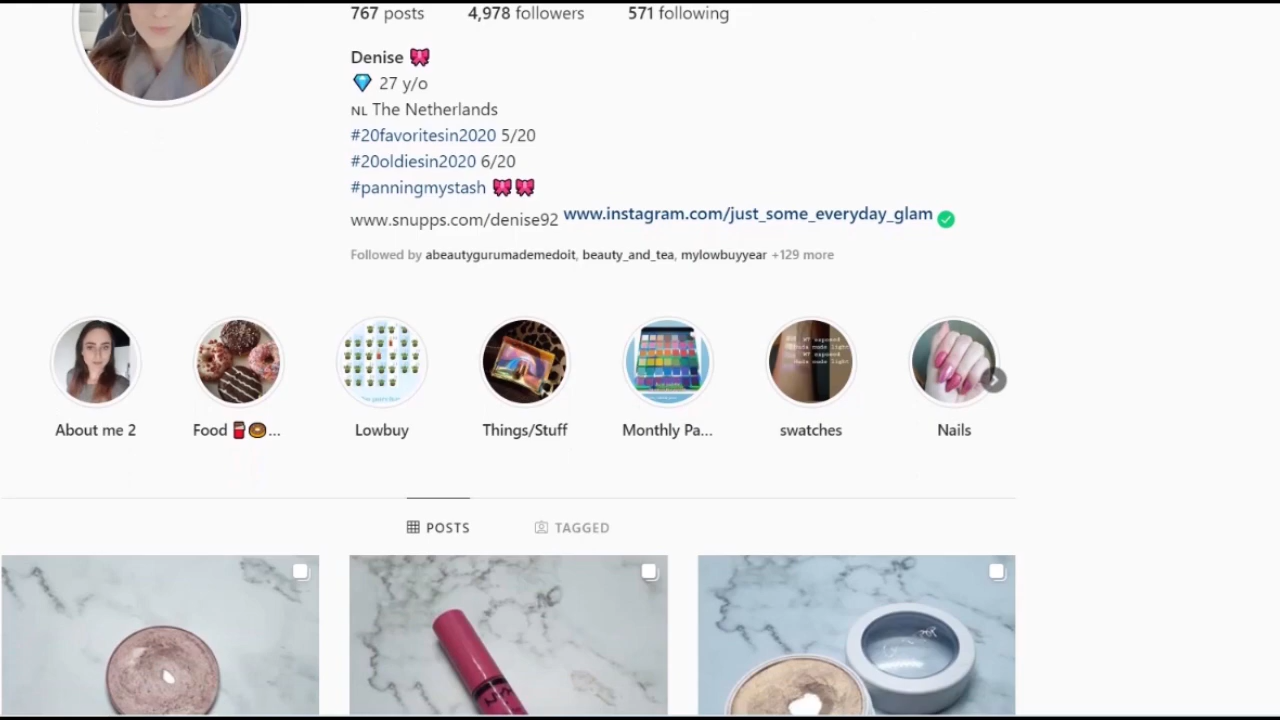 767 posts 4,978 followers 571 following
Denise 🎀
💎 27 y/o
NL The Netherlands
#20favoritesin2020 5/20
#20oldiesin2020 6/20
#panningmystash 🎀🎀
www.snupps.com/denise92 www.instagram.com/just_some_everyday_glam
Followed by abeautygurumademedoit, beauty_and_tea, mylowbuyyear +129 more
About me 2 Food 🥫🍩... Lowbuy Things/Stuff Monthly Pa... swatches Nails
POSTS TAGGED
NYX